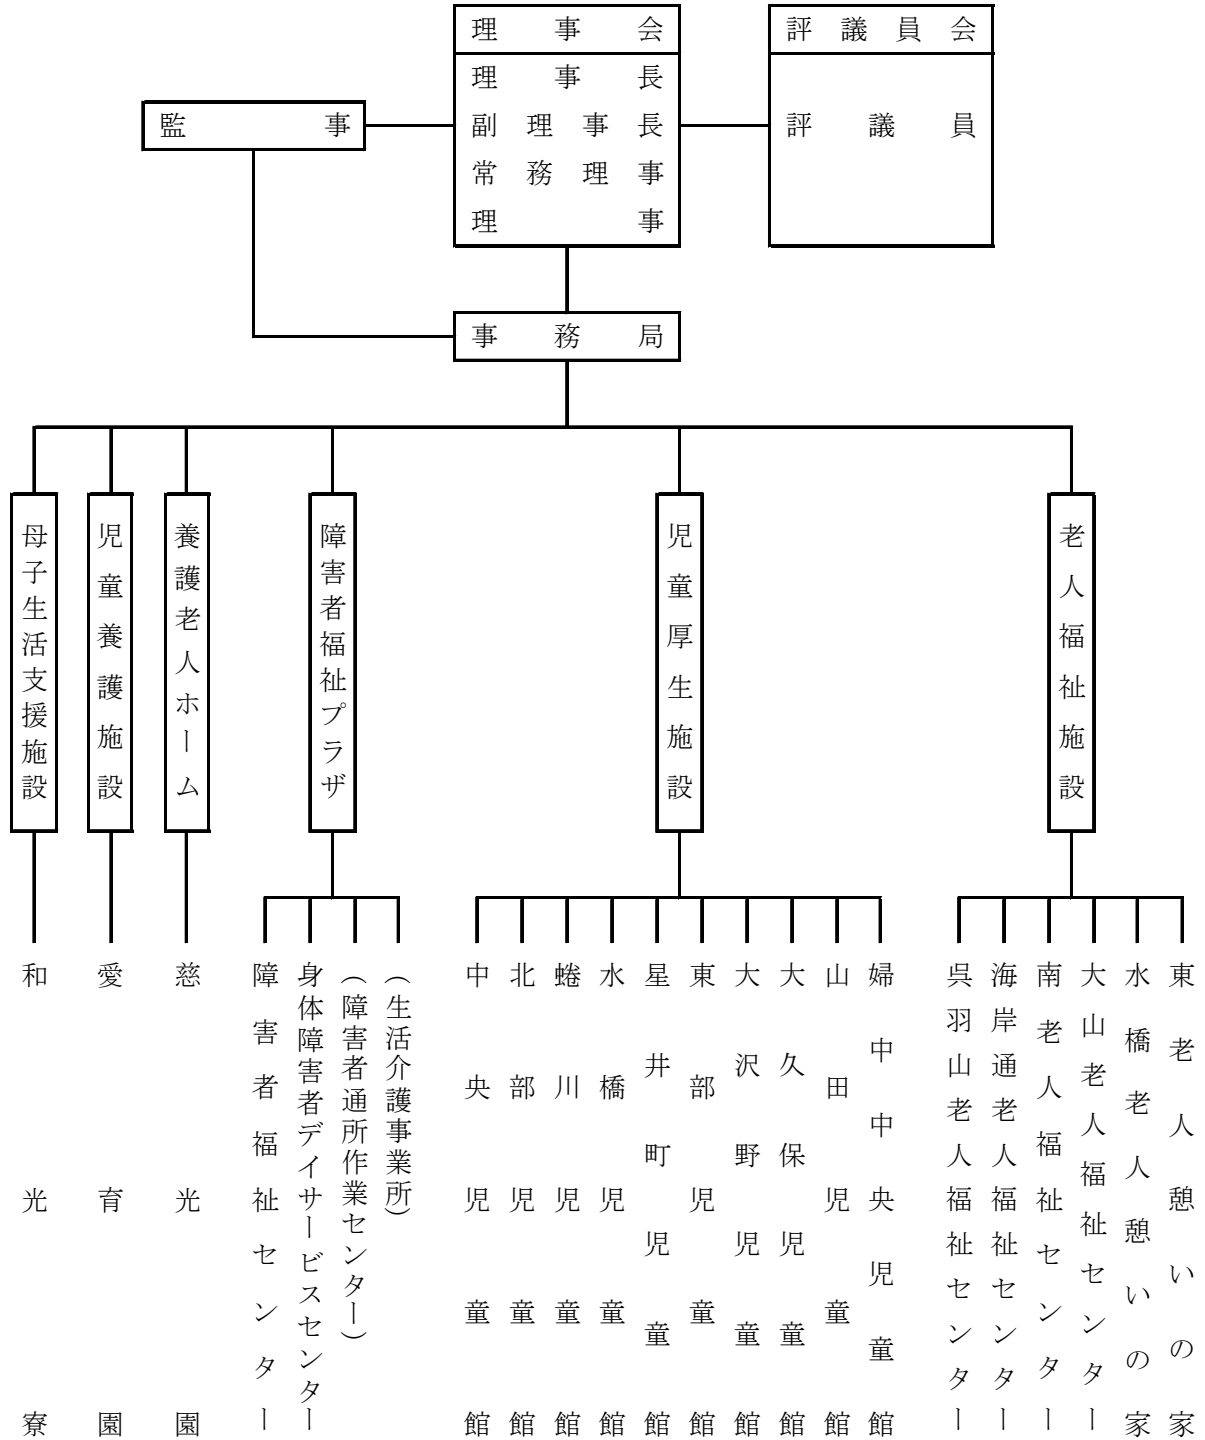 理事会
理事長
副理事長
常務理事
理事
評議員会
評議員
監事
事務局
母子生活支援施設
児童養護施設
養護老人ホーム
障害者福祉プラザ
児童厚生施設
老人福祉施設
和光寮
愛育園
慈光園
障害者福祉センター
身体障害者デイサービスセンター
(障害者通所作業センター)
(生活介護事業所)
中央児童館
北部児童館
蜷川児童館
水橋児童館
星井町児童館
東部児童館
大沢野児童館
大久保児童館
山田児童館
婦中中央児童館
呉羽山老人福祉センター
海岸通老人福祉センター
南老人福祉センター
大山老人福祉センター
水橋老人憩いの家
東老人憩いの家